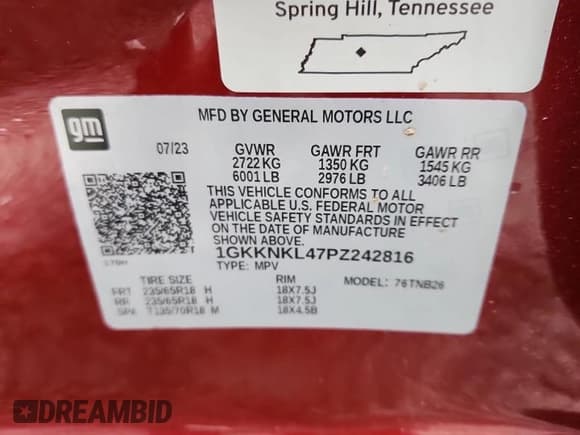 Spring Hill, Tennessee
gm
MFD BY GENERAL MOTORS LLC
07/23 GVWR GAWR FRT GAWR RR
2722 KG 1350 KG 1545 KG
6001 LB 2976 LB 3406 LB
THIS VEHICLE CONFORMS TO ALL
APPLICABLE U.S. FEDERAL MOTOR
VEHICLE SAFETY STANDARDS IN EFFECT
ON THE DATE OF MANUFACTURE
SHOWN ABOVE.
1GKKNKL47PZ242816
TYPE: MPV
TIRE SIZE RIM MODEL: 76TNB26
FRT 235/65R18 H 18X7.5J
RR 235/65R18 H 18X7.5J
SPA T135/70R18 M 18X4.5B
DREAMBID